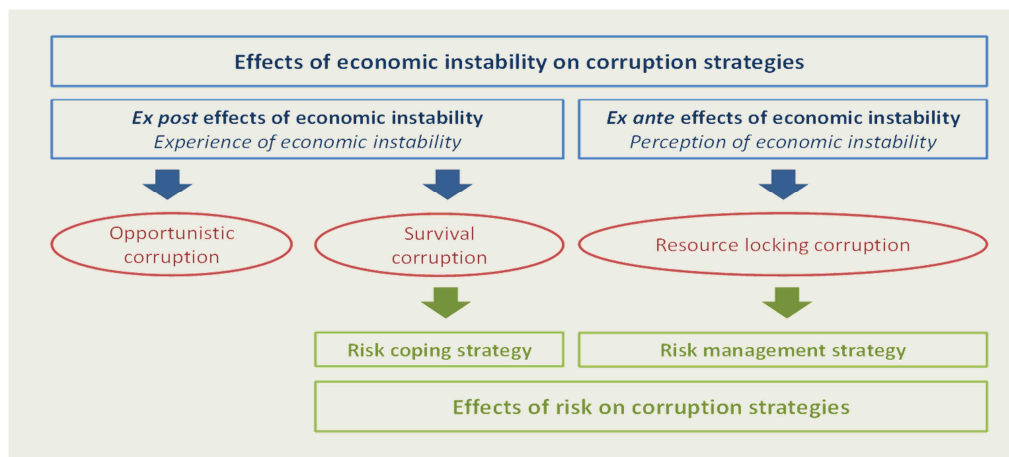 Effects of economic instability on corruption strategies
Ex post effects of economic instability
Experience of economic instability
Ex ante effects of economic instability
Perception of economic instability
Opportunistic
corruption
Survival
corruption
Resource locking corruption
Risk coping strategy
Risk management strategy
Effects of risk on corruption strategies